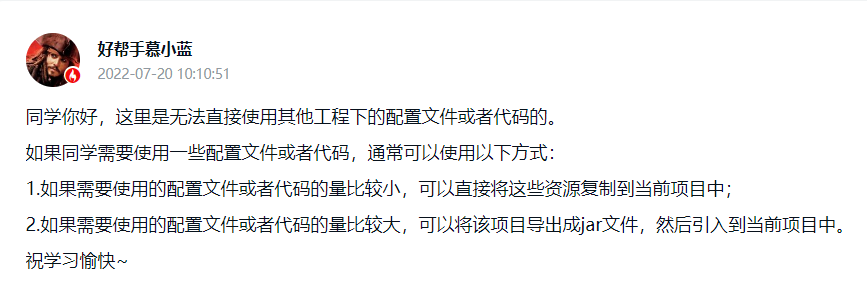 好帮手慕小蓝
2022-07-20 10:10:51
同学你好，这里是无法直接使用其他工程下的配置文件或者代码的。
如果同学需要使用一些配置文件或者代码，通常可以使用以下方式：
1.如果需要使用的配置文件或者代码的量比较小，可以直接将这些资源复制到当前项目中；
2.如果需要使用的配置文件或者代码的量比较大，可以将该项目导出成jar文件，然后引入到当前项目中。
祝学习愉快~